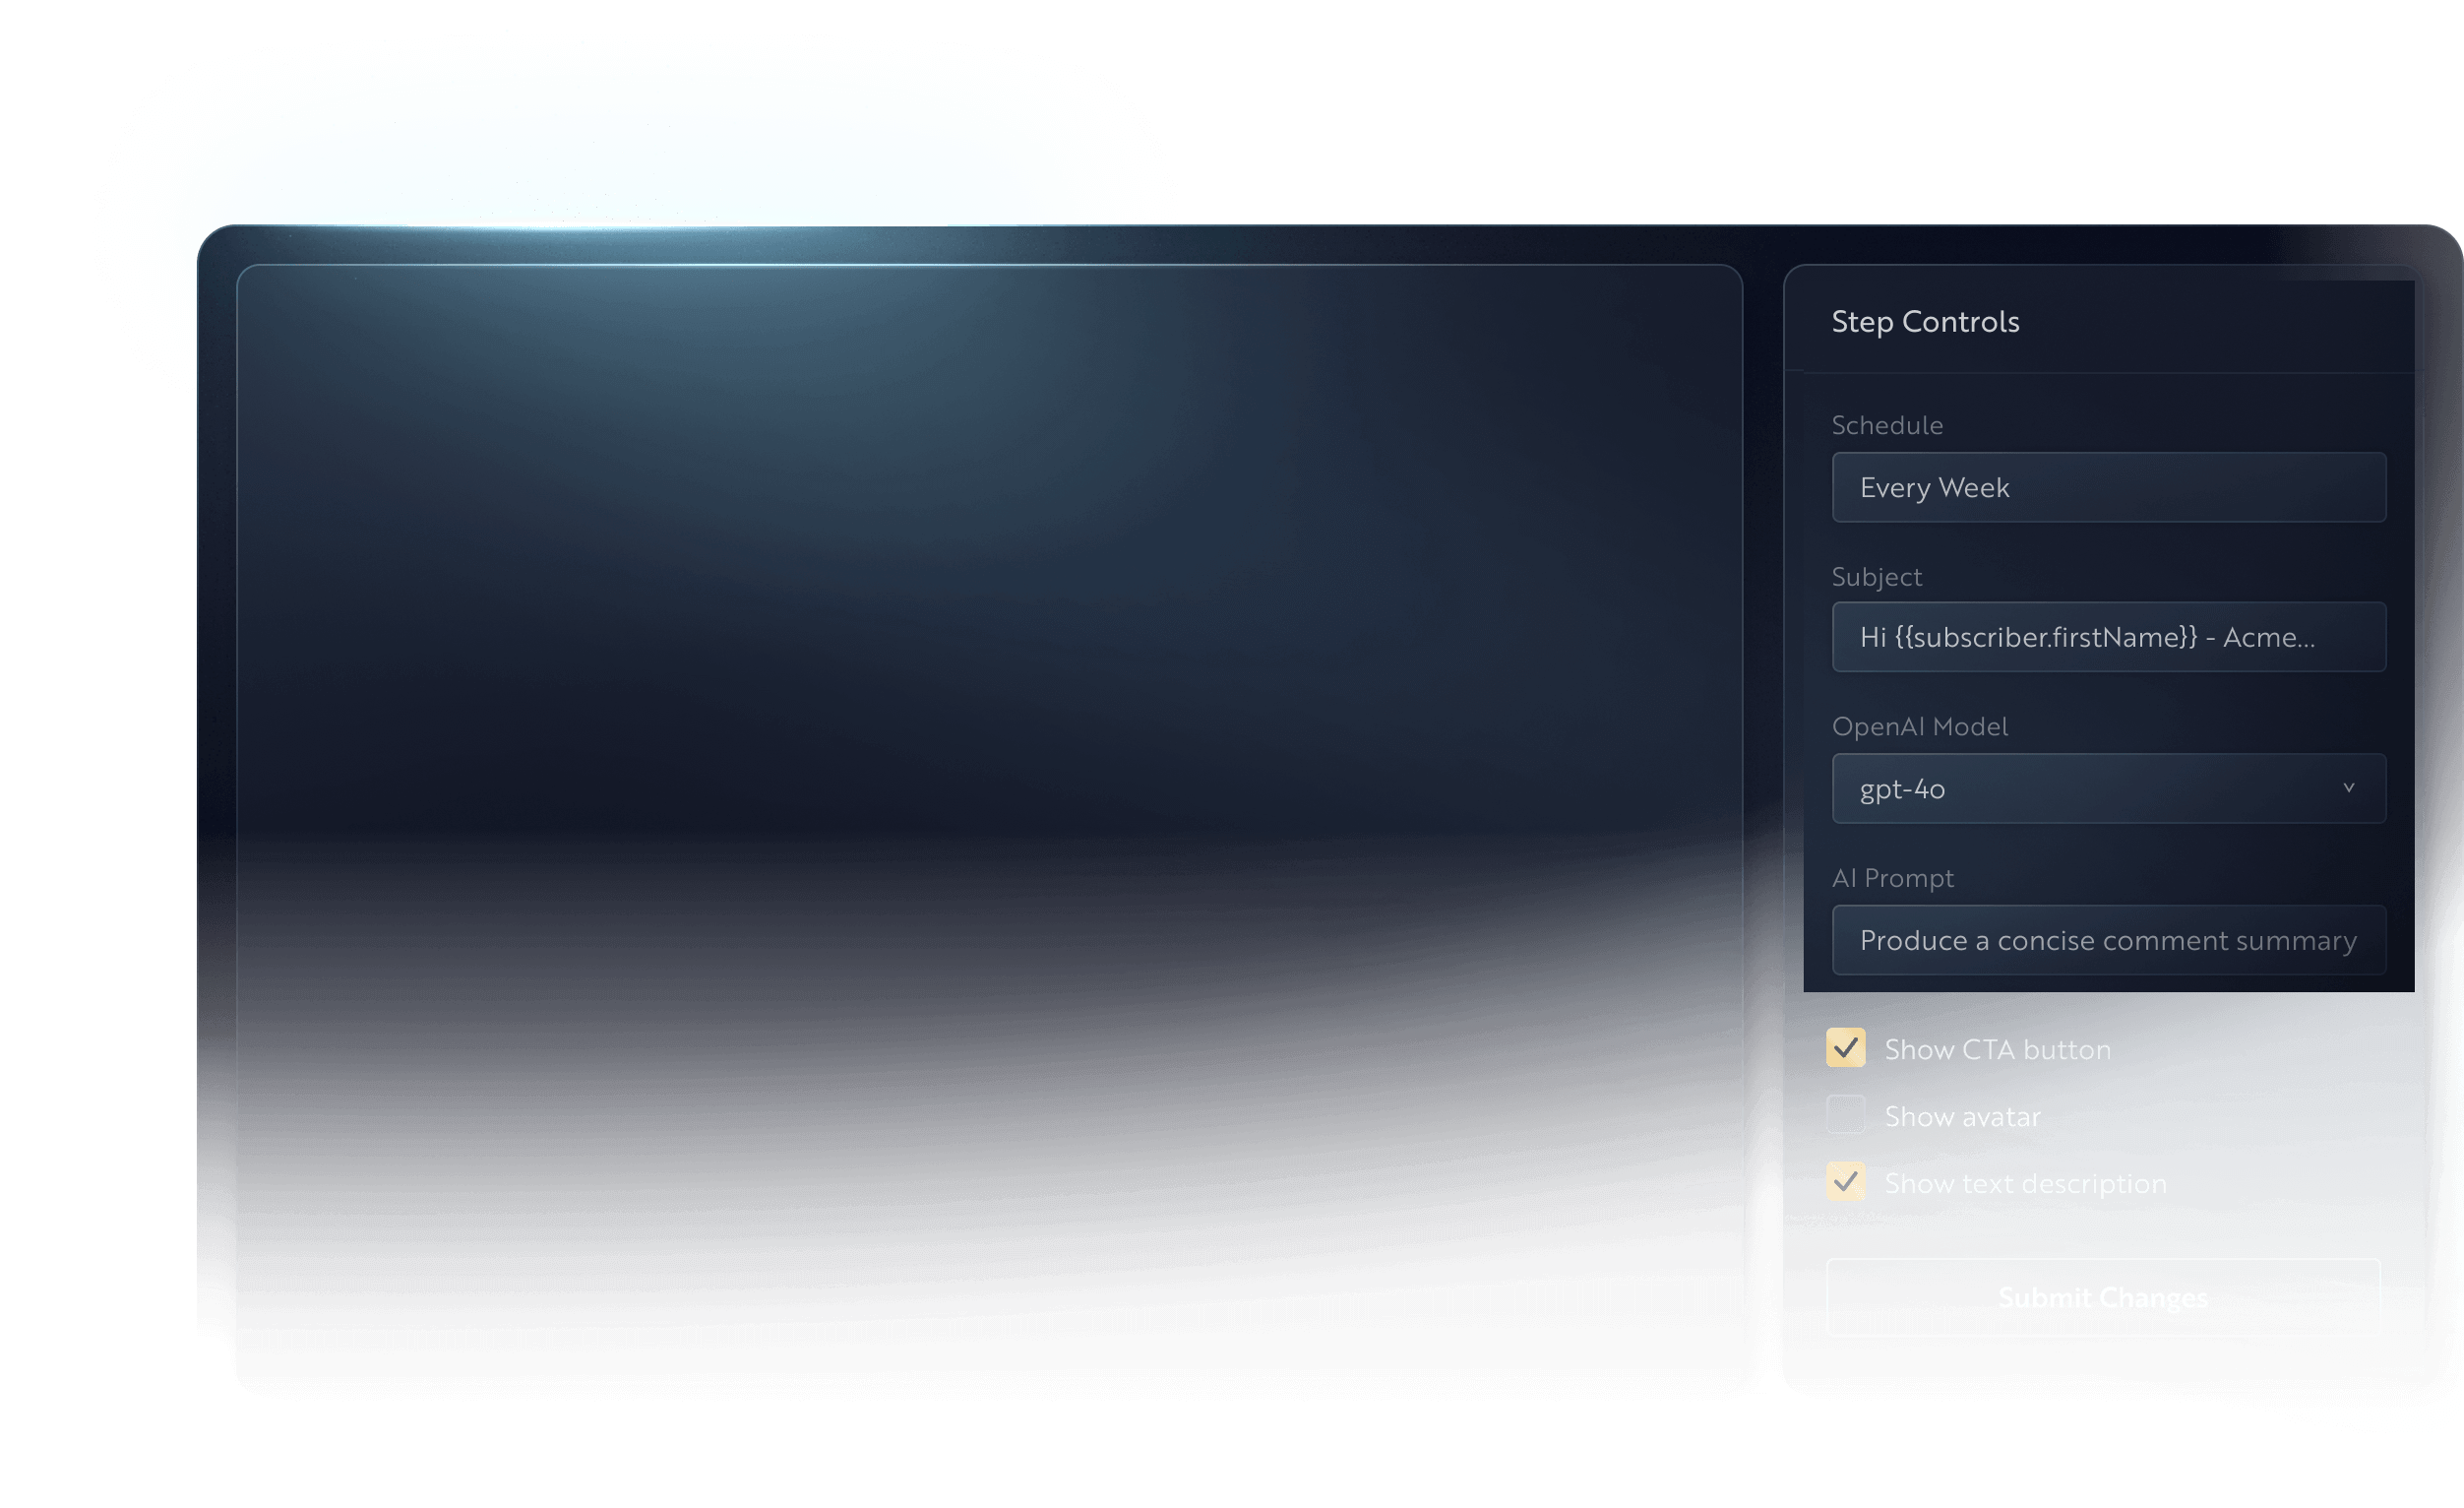 Step Controls
Schedule
Every Week
Subject
Hi {{subscriber.firstName}} - Acme...
OpenAI Model
gpt-4o
AI Prompt
Produce a concise comment summary
Show CTA button
Show avatar
Show text description
Submit Changes